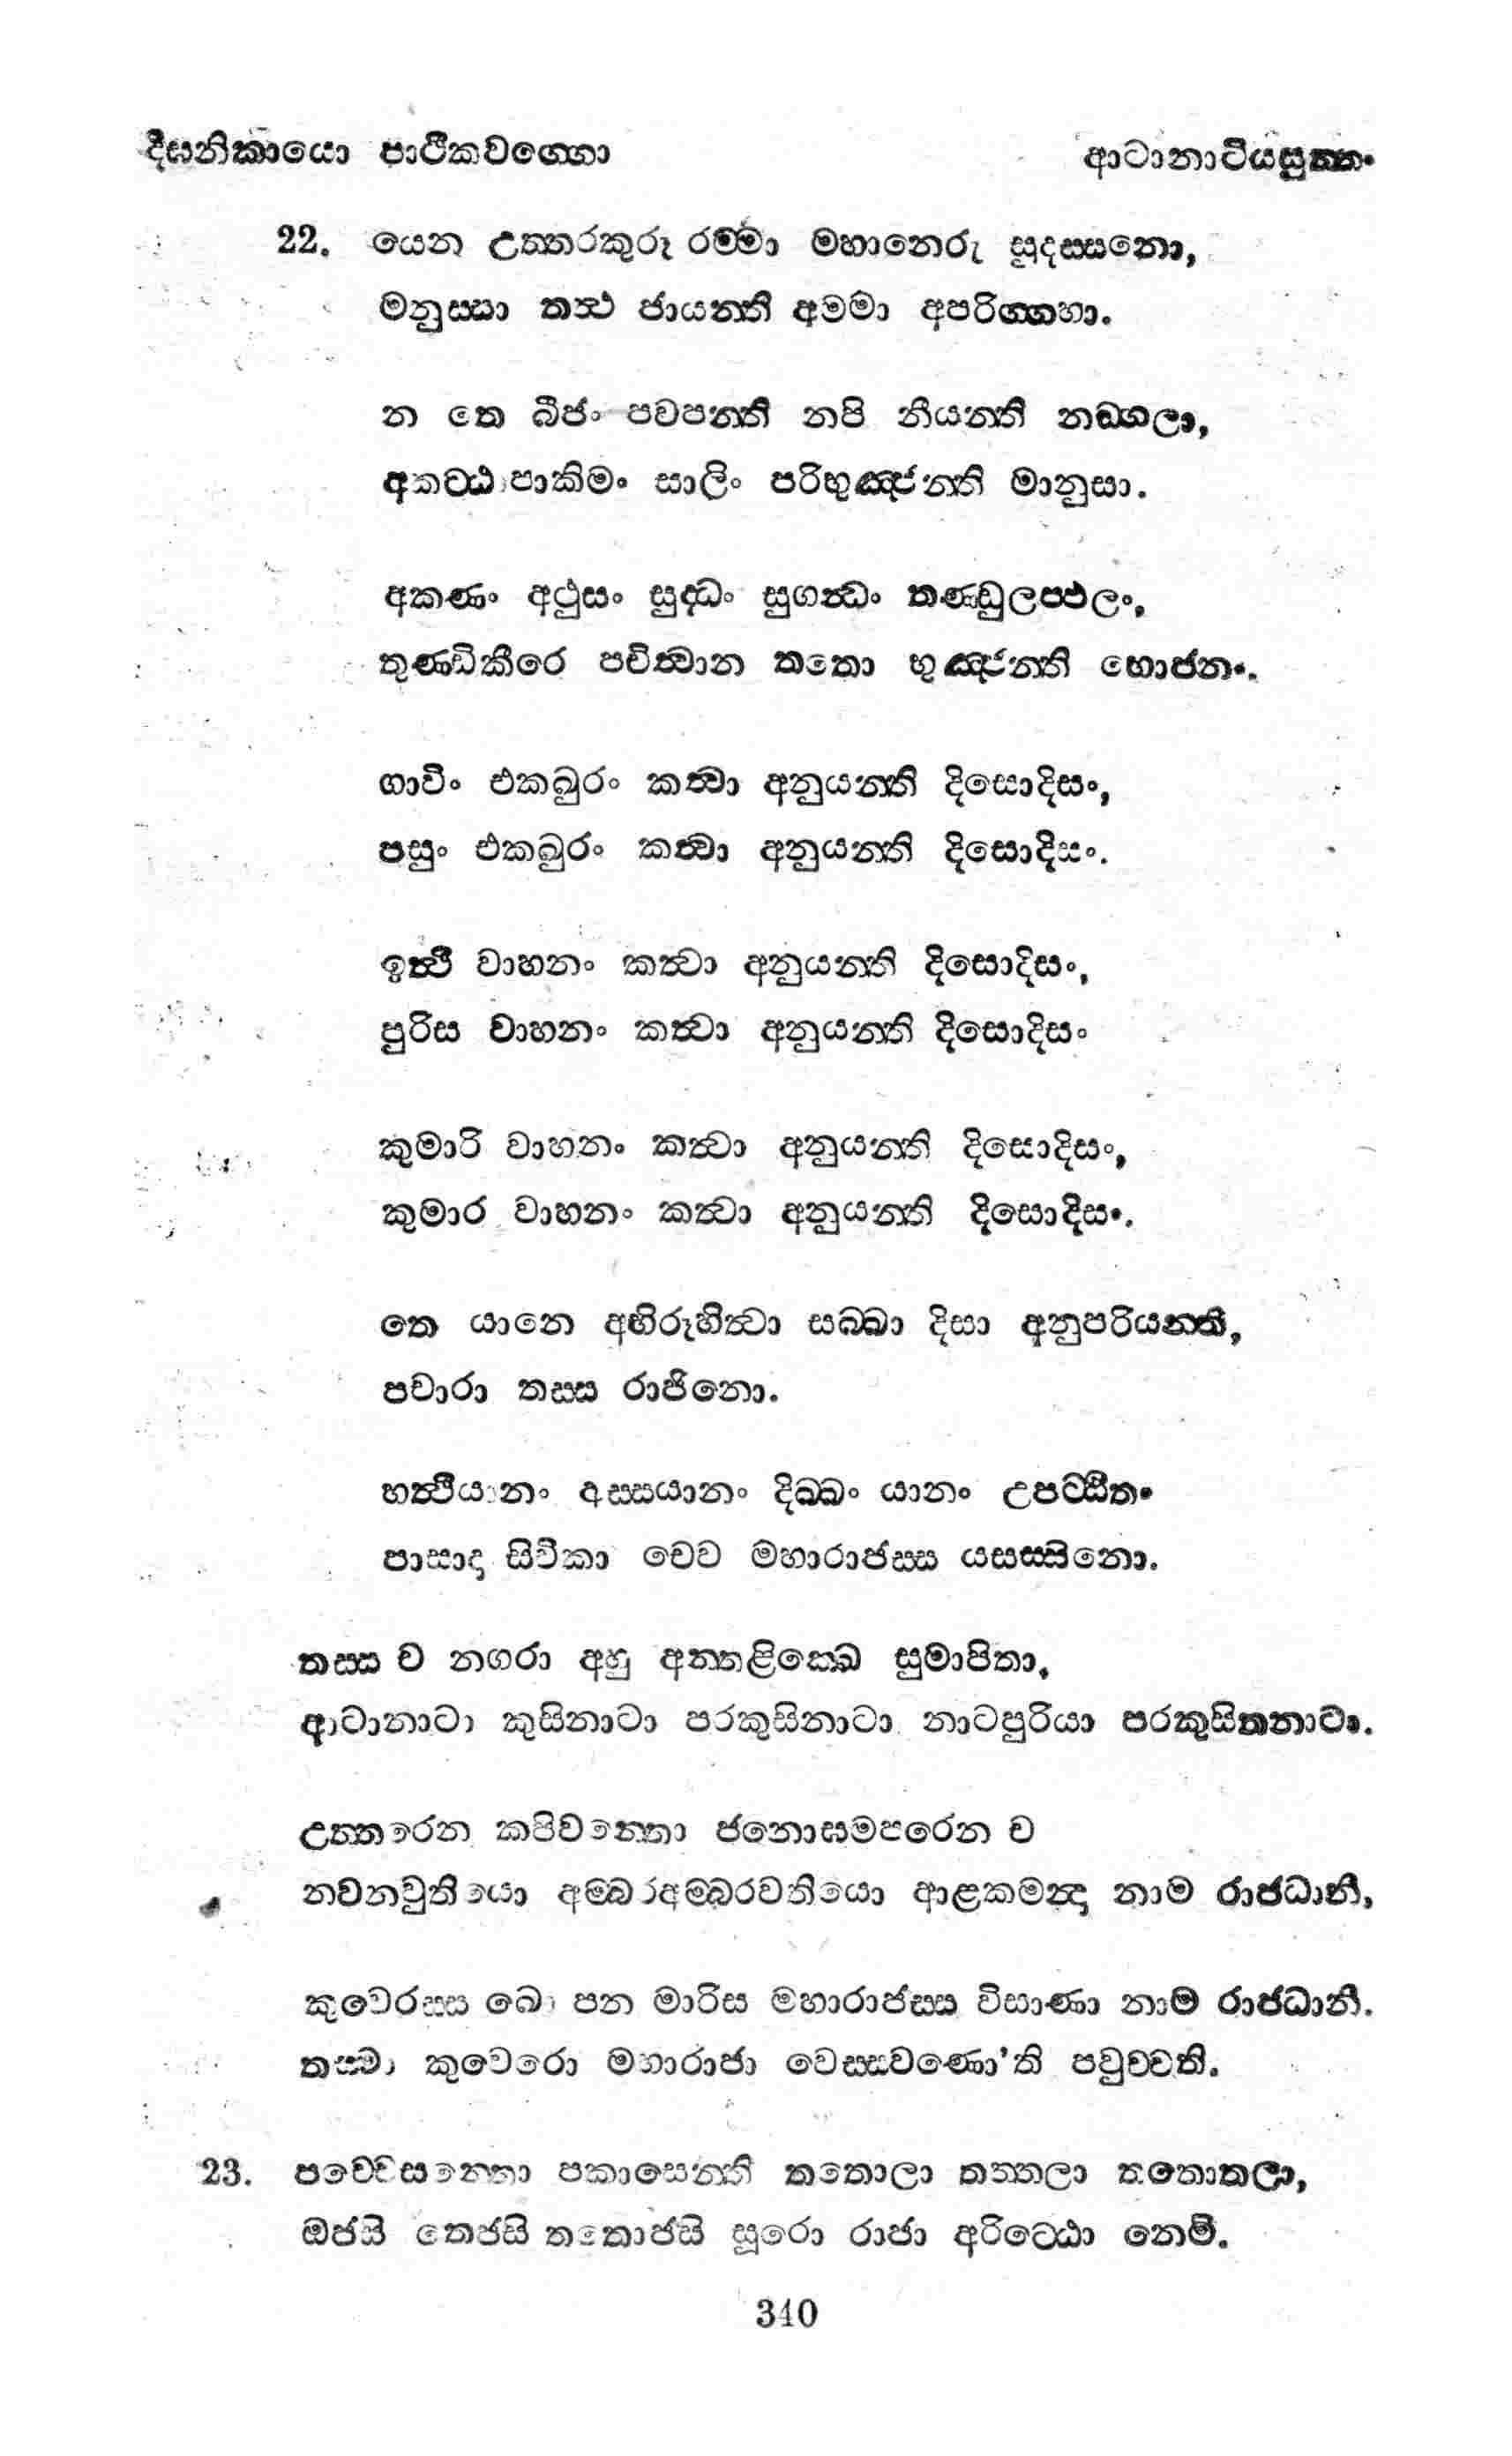 දීඝනිකායො පාථිකවග්ගො
ආටානාටියසුත්තං
22. යෙන උත්තරකුරූ රම්මා මහානෙරු සුදස්සනො,
මනුස්සා තත්ථ ජායන්ති අමමා අපරිග්ගහා.
න තෙ බීජං පවපන්ති නපි නීයන්ති නඞ්ගලා,
අකට්ඨපාකිමං සාලිං පරිභුඤ්ජන්ති මානුසා.
අකණං අථුසං සුද්ධං සුගන්ධං තණ්ඩුලප්ඵලං,
තුණ්ඩිකීරෙ පචිත්වාන තතො භුඤ්ජන්ති භොජනං.
ගාවිං එකඛුරං කත්වා අනුයන්ති දිසොදිසං,
පසුං එකඛුරං කත්වා අනුයන්ති දිසොදිසං.
ඉත්ථී වාහනං කත්වා අනුයන්ති දිසොදිසං,
පුරිස වාහනං කත්වා අනුයන්ති දිසොදිසං
කුමාරි වාහනං කත්වා අනුයන්ති දිසොදිසං,
කුමාර වාහනං කත්වා අනුයන්ති දිසොදිසං.
තෙ යානෙ අභිරූහිත්වා සබ්බා දිසා අනුපරියන්ති,
පචාරා තස්ස රාජිනො.
හත්ථියානං අස්සයානං දිබ්බං යානං උපට්ඨිතං
පාසාදා සිවිකා චෙව මහාරාජස්ස යසස්සිනො.
තස්ස ච නගරා අහු අන්තළික්ඛෙ සුමාපිතා,
ආටානාටා කුසිනාටා පරකුසිනාටා නාටපුරියා පරකුසිතනාටා.
උත්තරෙන කපිවන්තො ජනොඝමපරෙන ච
නවනවුතියො අම්බරඅම්බරවතියො ආළකමන්දා නාම රාජධානී,
කුවෙරස්ස ඛො පන මාරිස මහාරාජස්ස විසාණා නාම රාජධානී.
තස්මා කුවෙරො මහාරාජා වෙස්සවණො'ති පවුච්චති.
23. පච්චෙසන්තො පකාසෙන්ති තතොලා තත්තලා තතොතලා,
ඔජසි තෙජසි තතොජසි සූරො රාජා අරිට්ඨො නෙමි.
340